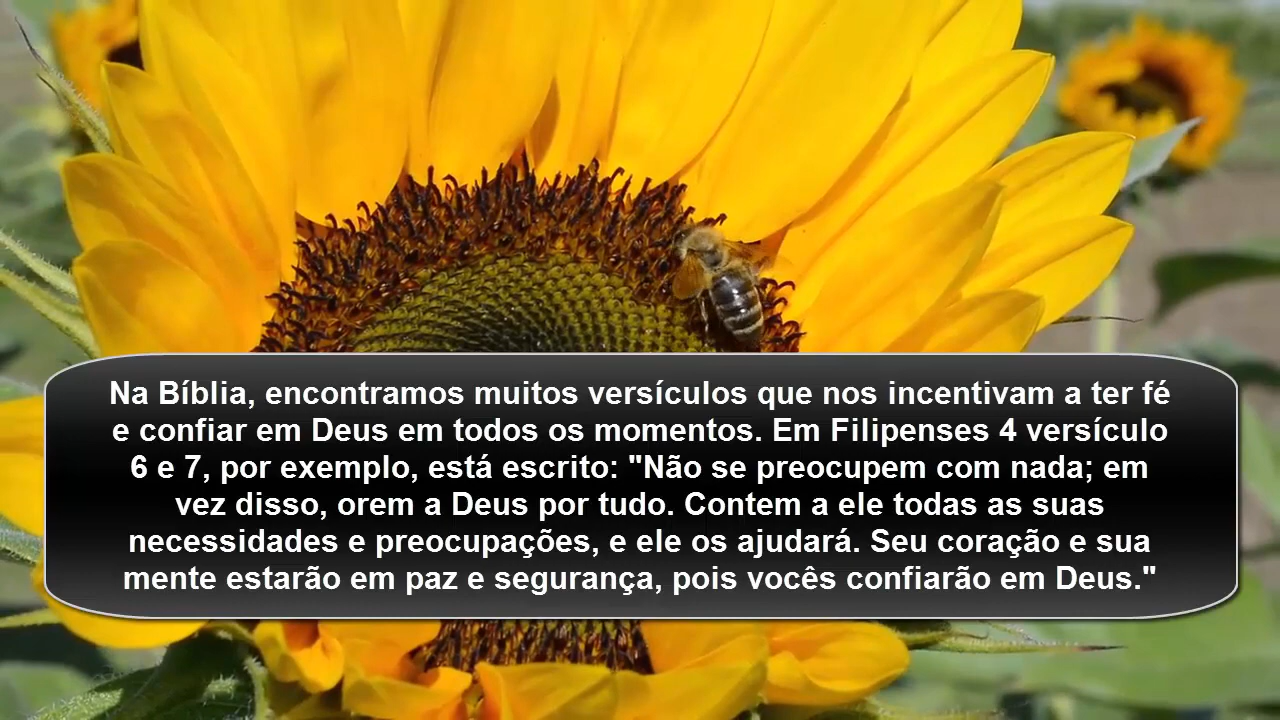 Na Bíblia, encontramos muitos versículos que nos incentivam a ter fé
e confiar em Deus em todos os momentos. Em Filipenses 4 versículo
6 e 7, por exemplo, está escrito: "Não se preocupem com nada; em
vez disso, orem a Deus por tudo. Contem a ele todas as suas
necessidades e preocupações, e ele os ajudará. Seu coração e sua
mente estarão em paz e segurança, pois vocês confiarão em Deus."